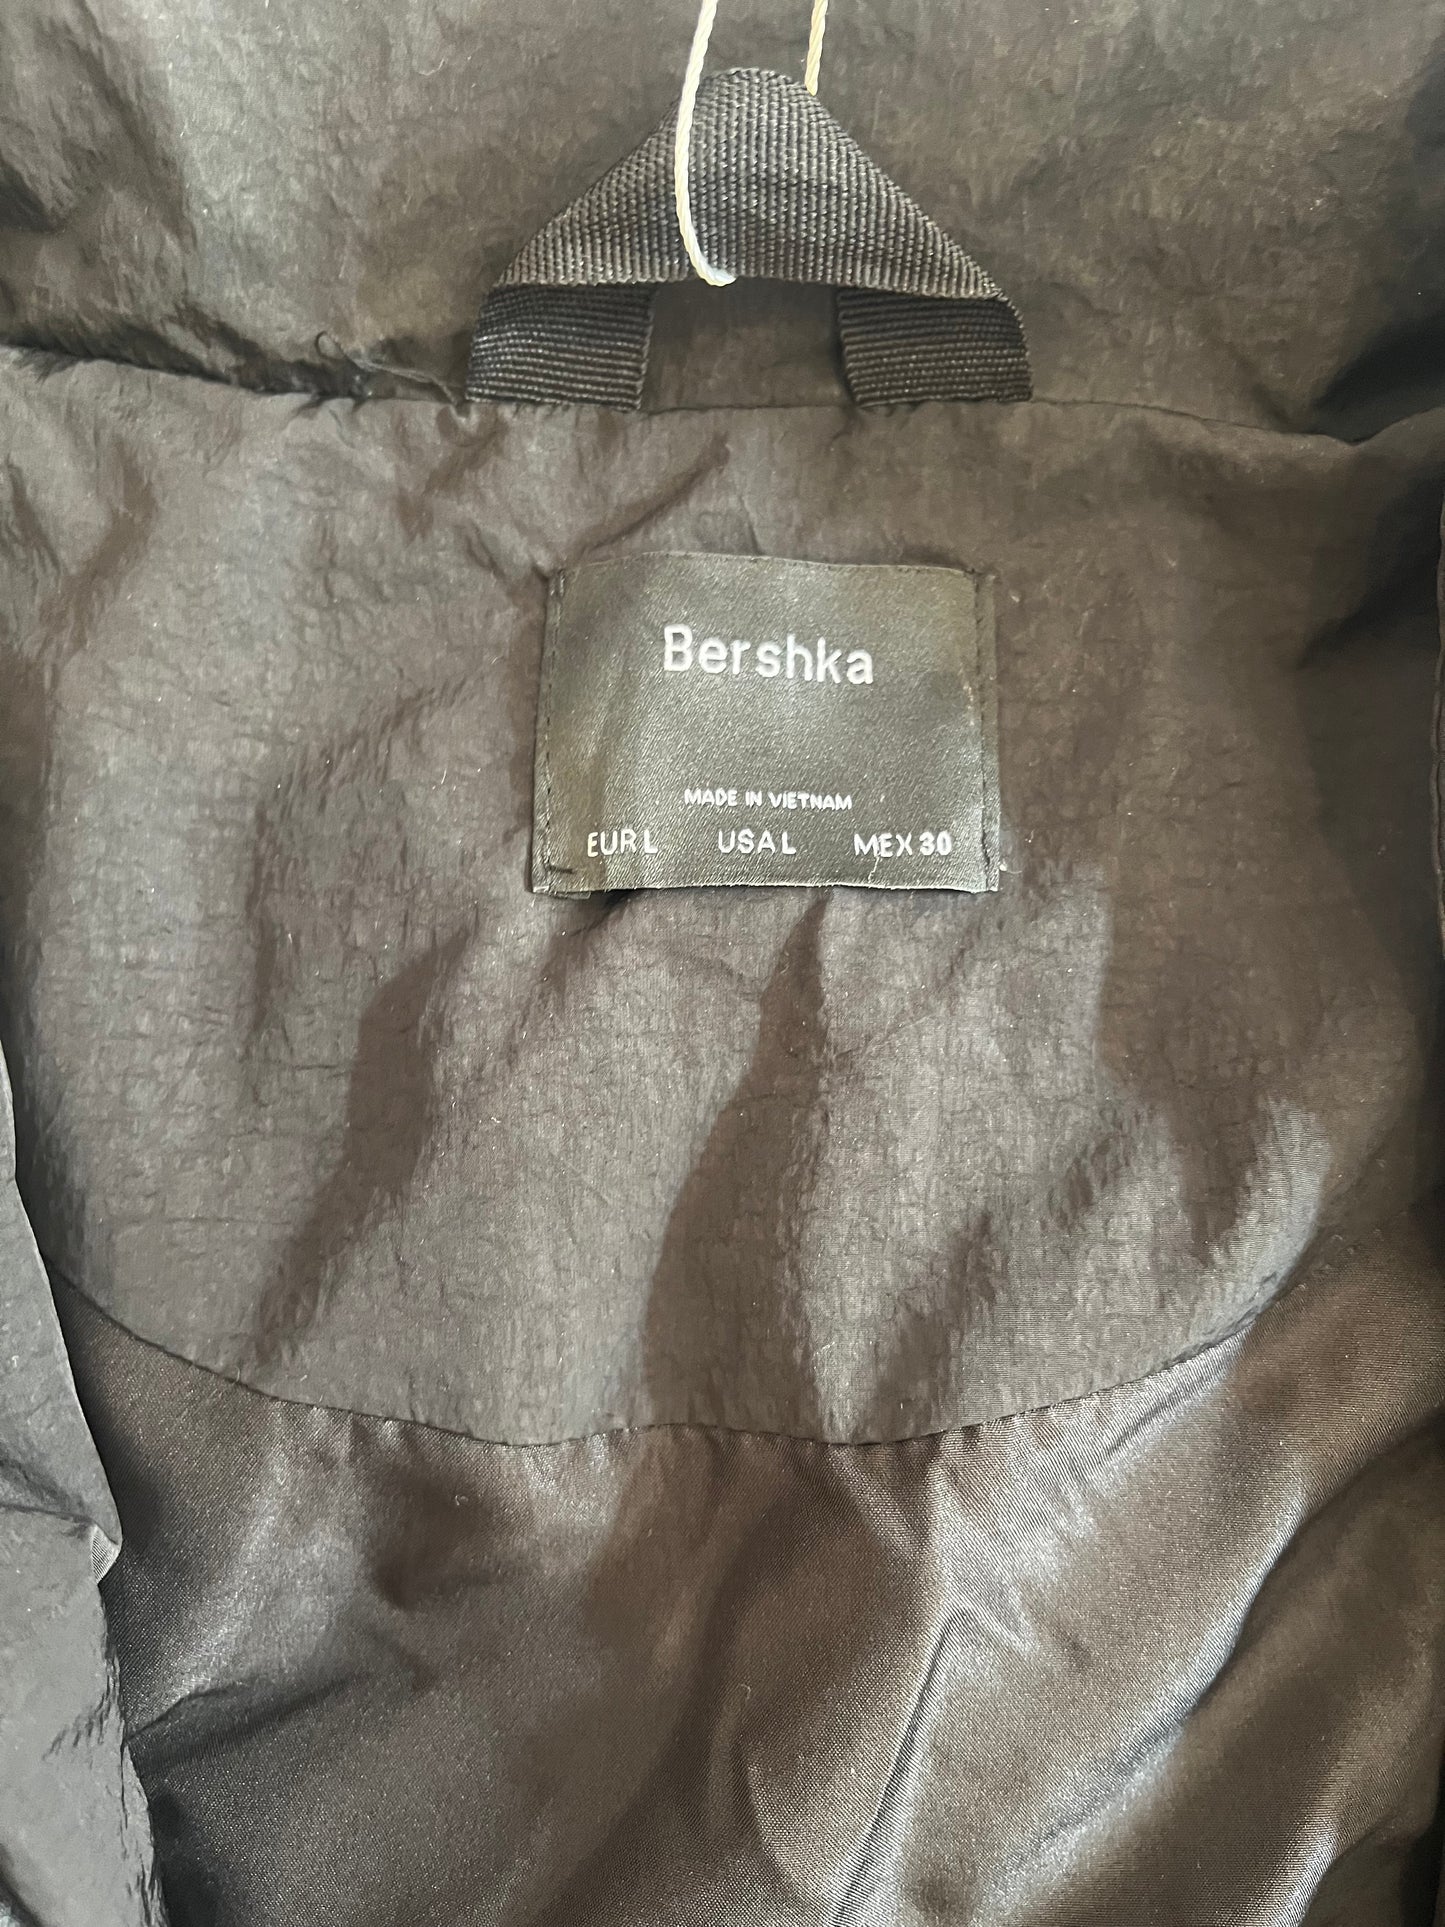 Bershka
MADE IN VIETNAM
EUR L USA L MEX 30